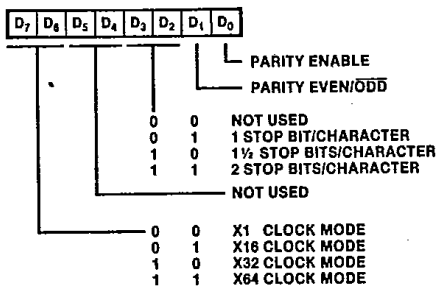 D7 D6 D5 D4 D3 D2 D1 D0
PARITY ENABLE
PARITY EVEN/ODD
0 0 NOT USED
0 1 1 STOP BIT/CHARACTER
1 0 1½ STOP BITS/CHARACTER
1 1 2 STOP BITS/CHARACTER
NOT USED
0 0 X1 CLOCK MODE
0 1 X16 CLOCK MODE
1 0 X32 CLOCK MODE
1 1 X64 CLOCK MODE